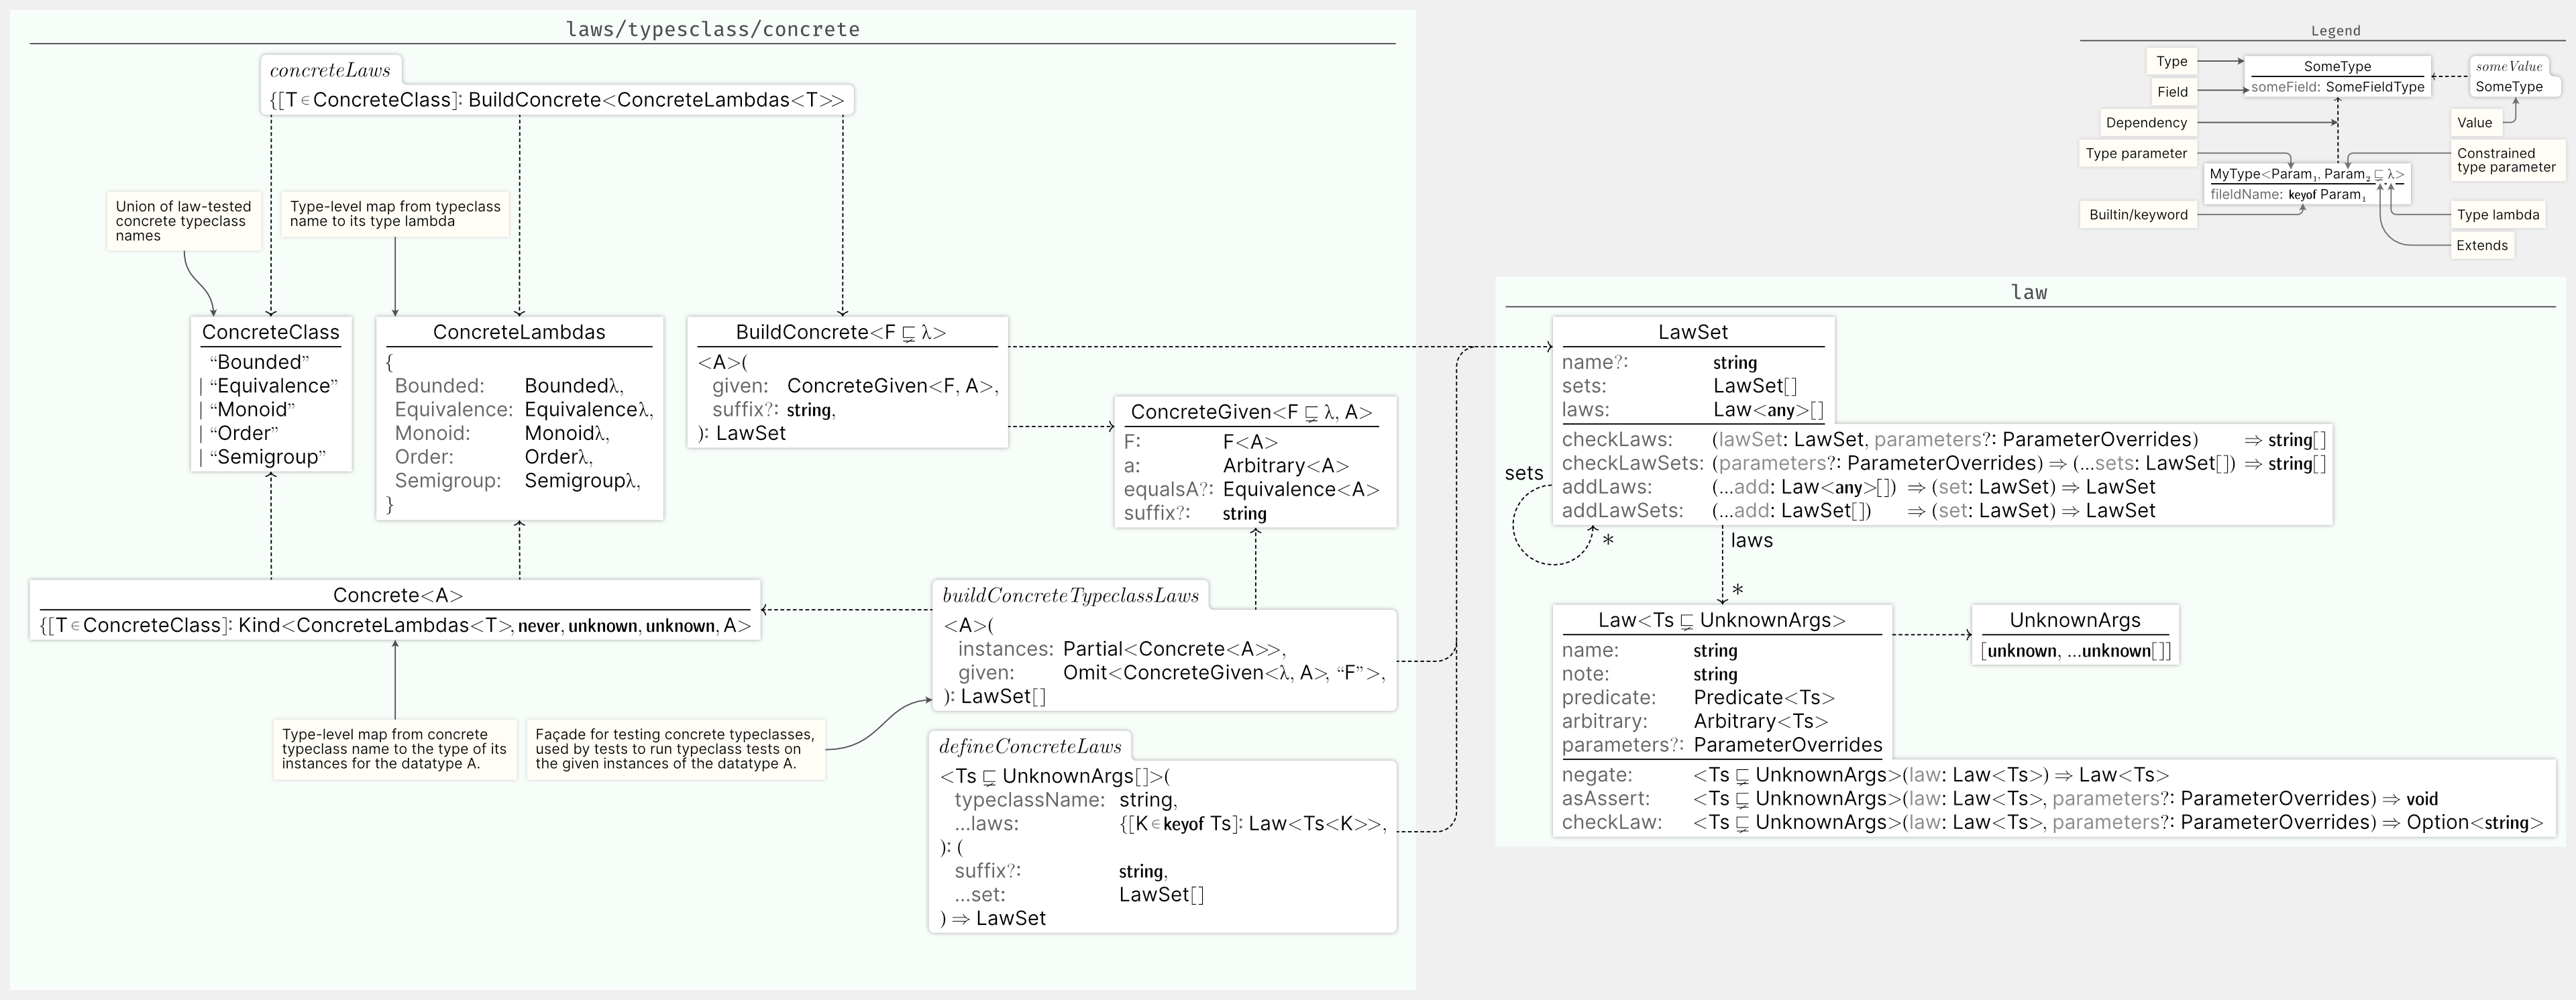 laws/typesclass/concrete
concreteLaws
{[T∈ConcreteClass]: BuildConcrete<ConcreteLambdas<T>>
Union of law-tested
concrete typeclass
names
Type-level map from typeclass
name to its type lambda
ConcreteClass
“Bounded”
| “Equivalence”
| “Monoid”
| “Order”
| “Semigroup”
ConcreteLambdas
{
Bounded: Boundedλ,
Equivalence: Equivalenceλ,
Monoid: Monoidλ,
Order: Orderλ,
Semigroup: Semigroupλ,
}
BuildConcrete<F ⊑ λ>
<A>(
given: ConcreteGiven<F, A>,
suffix?: string,
): LawSet
ConcreteGiven<F ⊑ λ, A>
F: F<A>
a: Arbitrary<A>
equalsA?: Equivalence<A>
suffix?: string
Concrete<A>
{[T∈ConcreteClass]: Kind<ConcreteLambdas<T>, never, unknown, unknown, A>
buildConcreteTypeclassLaws
<A>(
instances: Partial<Concrete<A>>,
given: Omit<ConcreteGiven<λ, A>, “F”>,
): LawSet[]
Type-level map from concrete
typeclass name to the type of its
instances for the datatype A.
Façade for testing concrete typeclasses,
used by tests to run typeclass tests on
the given instances of the datatype A.
defineConcreteLaws
<Ts ⊑ UnknownArgs[]>(
typeclassName: string,
...laws: {[K∈keyof Ts]: Law<Ts<K>>,
): (
suffix?: string,
...set: LawSet[]
) ⇒ LawSet
Legend
Type
Field
Dependency
Type parameter
Builtin/keyword
SomeType
someField: SomeFieldType
someValue
SomeType
Value
Constrained
type parameter
MyType<Param₁, Param₂ ⊑ λ>
fileldName: keyof Param₁
Type lambda
Extends
law
LawSet
name?: string
sets: LawSet[]
laws: Law<any>[]
checkLaws: (lawSet: LawSet, parameters?: ParameterOverrides) ⇒ string[]
checkLawSets: (parameters?: ParameterOverrides) ⇒ (...sets: LawSet[]) ⇒ string[]
addLaws: (...add: Law<any>[]) ⇒ (set: LawSet) ⇒ LawSet
addLawSets: (...add: LawSet[]) ⇒ (set: LawSet) ⇒ LawSet
sets
*
laws
*
Law<Ts ⊑ UnknownArgs>
name: string
note: string
predicate: Predicate<Ts>
arbitrary: Arbitrary<Ts>
parameters?: ParameterOverrides
negate: <Ts ⊑ UnknownArgs>(law: Law<Ts>) ⇒ Law<Ts>
asAssert: <Ts ⊑ UnknownArgs>(law: Law<Ts>, parameters?: ParameterOverrides) ⇒ void
checkLaw: <Ts ⊑ UnknownArgs>(law: Law<Ts>, parameters?: ParameterOverrides) ⇒ Option<string>
UnknownArgs
[unknown, ...unknown[]]